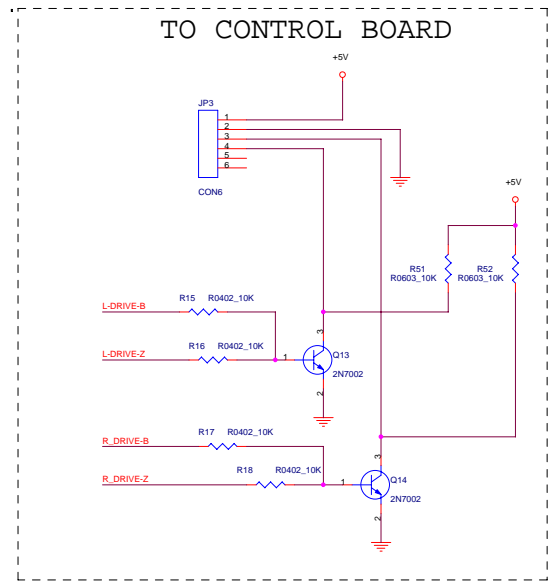 TO CONTROL BOARD
+5V
JP3
1
2
3
4
5
6
CON6
+5V
R51
R0603_10K
R52
R0603_10K
R15 R0402_10K
L-DRIVE-B
R16 R0402_10K
L-DRIVE-Z
3
1
Q13
2N7002
2
R17 R0402_10K
R_DRIVE-B
R18 R0402_10K
R_DRIVE-Z
3
1
Q14
2N7002
2